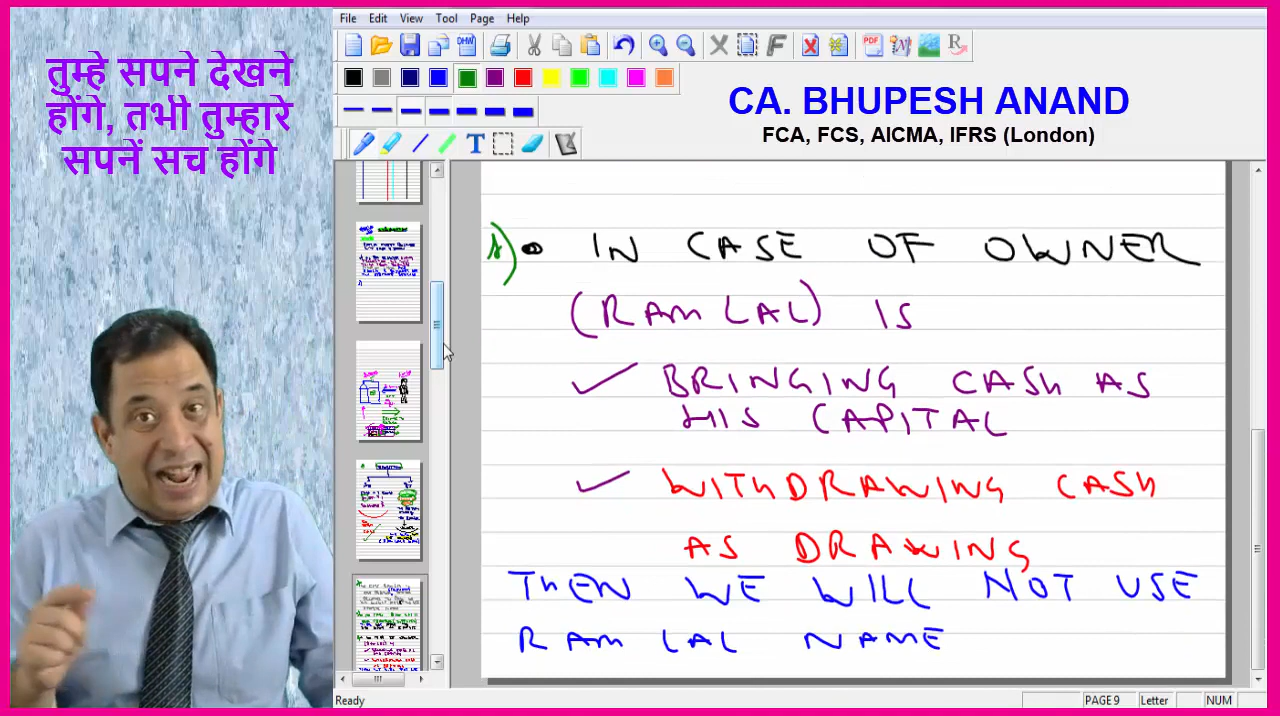 तुम्हे सपने देखने
होंगे, तभी तुम्हारे
सपनें सच होंगे
File Edit View Tool Page Help
CA. BHUPESH ANAND
FCA, FCS, AICMA, IFRS (London)
IN CASE OF OWNER
(RAM LAL) IS
BRINGING CASH AS
HIS CAPITAL
WITHDRAWING CASH
AS DRAWING
THEN WE WILL NOT USE
RAM LAL NAME
Ready PAGE 9 Letter NUM